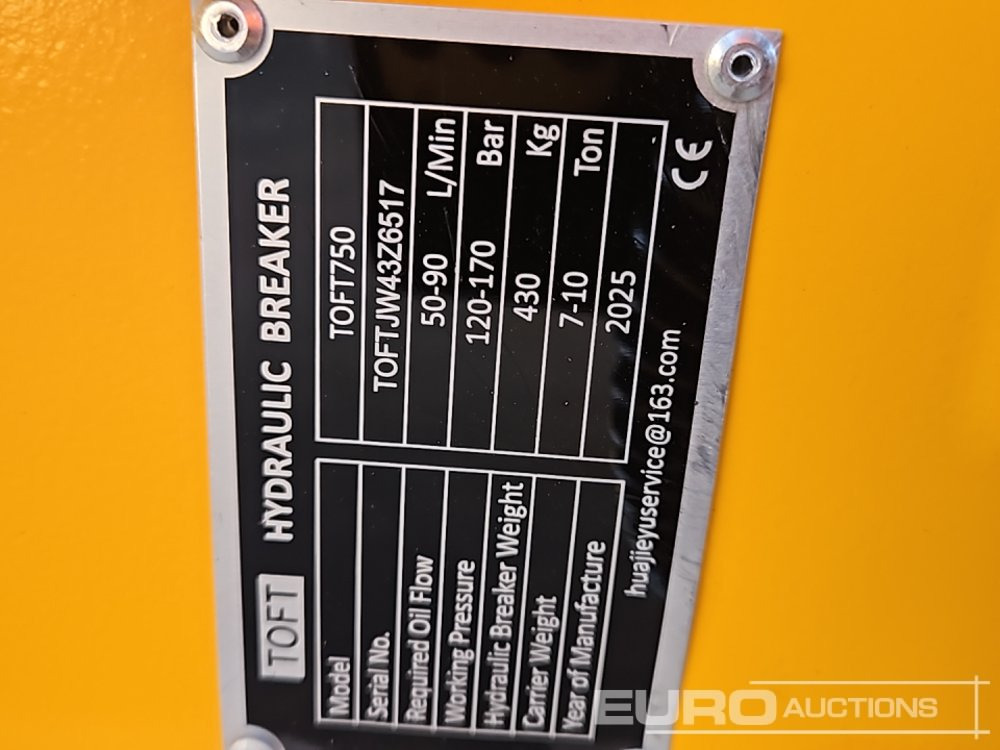 TOFT HYDRAULIC BREAKER
Model TOFT750
Serial No. TOFTJW43Z6517
Required Oil Flow 50-90 L/Min
Working Pressure 120-170 Bar
Hydraulic Breaker Weight 430 Kg
Carrier Weight 7-10 Ton
Year of Manufacture 2025
huajieyuservice@163.com CE
EURO AUCTIONS